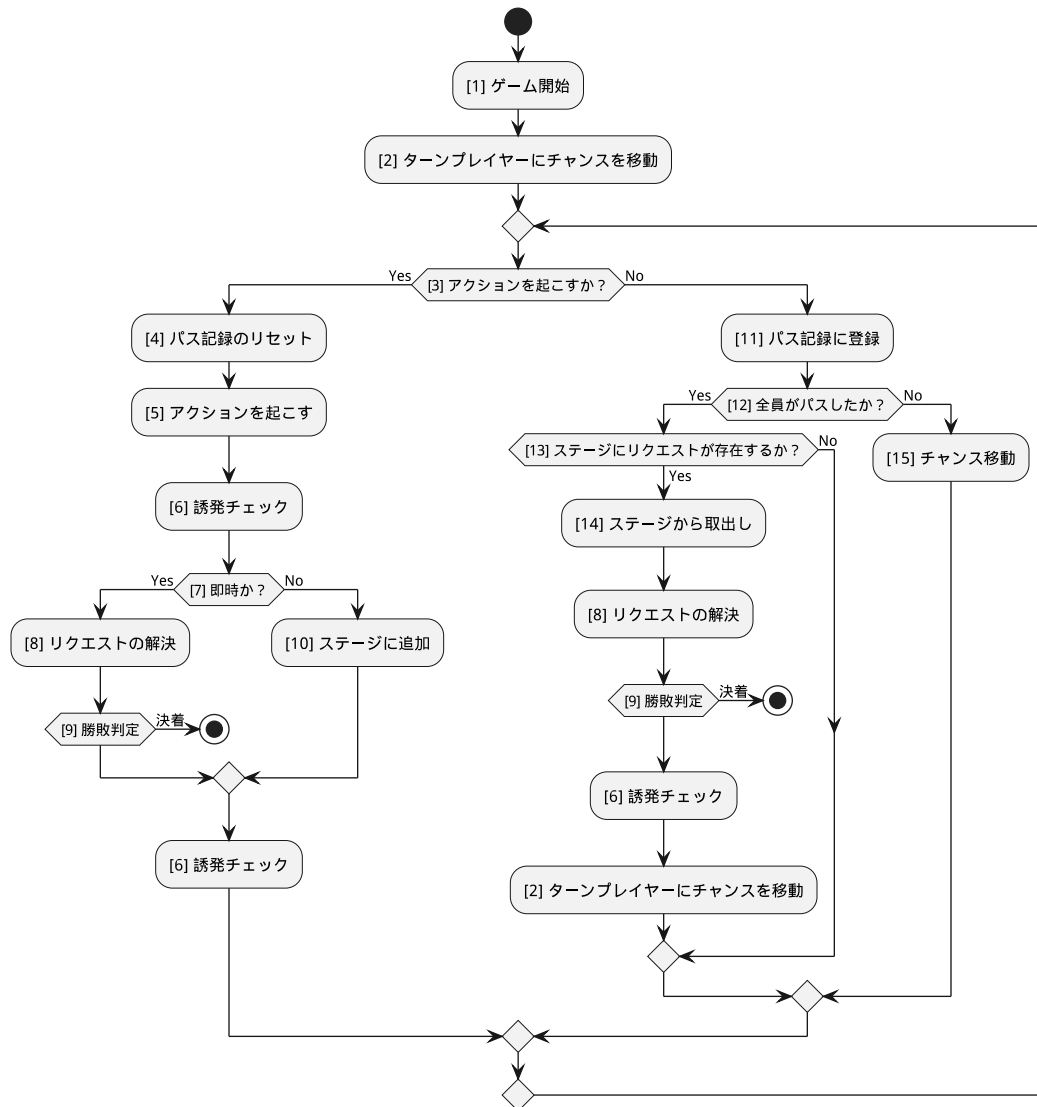 [1] ゲーム開始
[2] ターンプレイヤーにチャンスを移動
Yes
[3] アクションを起こすか？
No
[4] パス記録のリセット
[5] アクションを起こす
[6] 誘発チェック
Yes
[7] 即時か？
No
[8] リクエストの解決
[10] ステージに追加
[9] 勝敗判定
決着
[6] 誘発チェック
[11] パス記録に登録
Yes
[12] 全員がパスしたか？
No
[13] ステージにリクエストが存在するか？
No
[15] チャンス移動
Yes
[14] ステージから取出し
[8] リクエストの解決
[9] 勝敗判定
決着
[6] 誘発チェック
[2] ターンプレイヤーにチャンスを移動